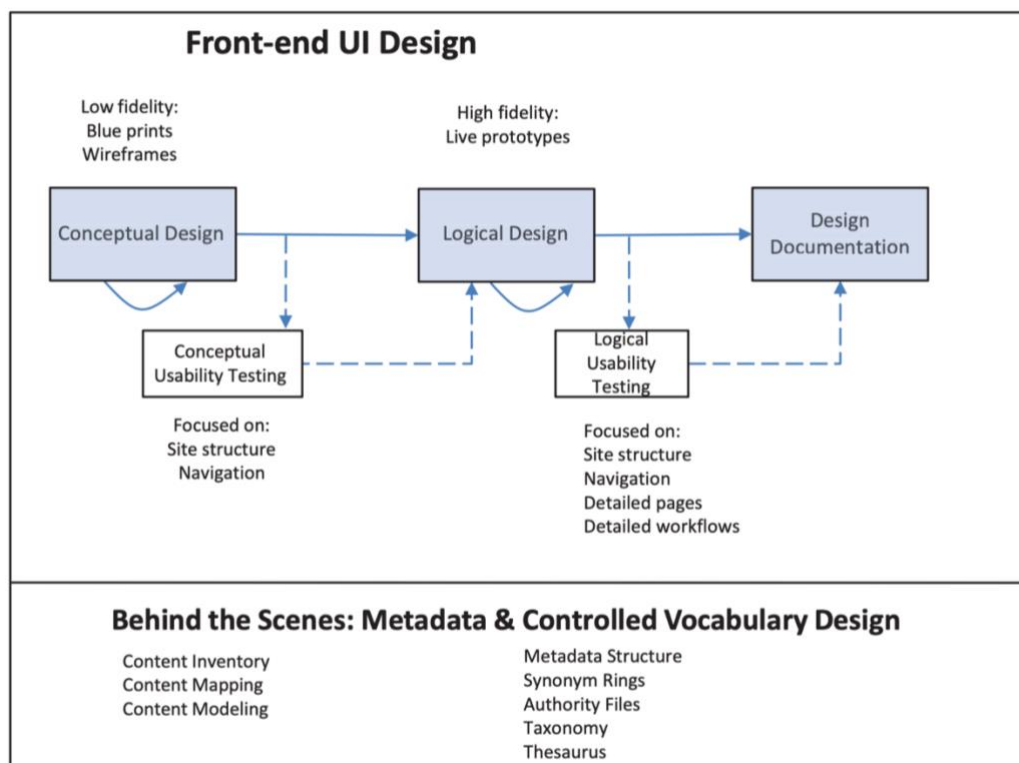 Front-end UI Design
Low fidelity:
Blue prints
Wireframes
High fidelity:
Live prototypes
Conceptual Design
Logical Design
Design
Documentation
Conceptual
Usability Testing
Logical
Usability
Testing
Focused on:
Site structure
Navigation
Focused on:
Site structure
Navigation
Detailed pages
Detailed workflows
Behind the Scenes: Metadata & Controlled Vocabulary Design
Content Inventory
Content Mapping
Content Modeling
Metadata Structure
Synonym Rings
Authority Files
Taxonomy
Thesaurus